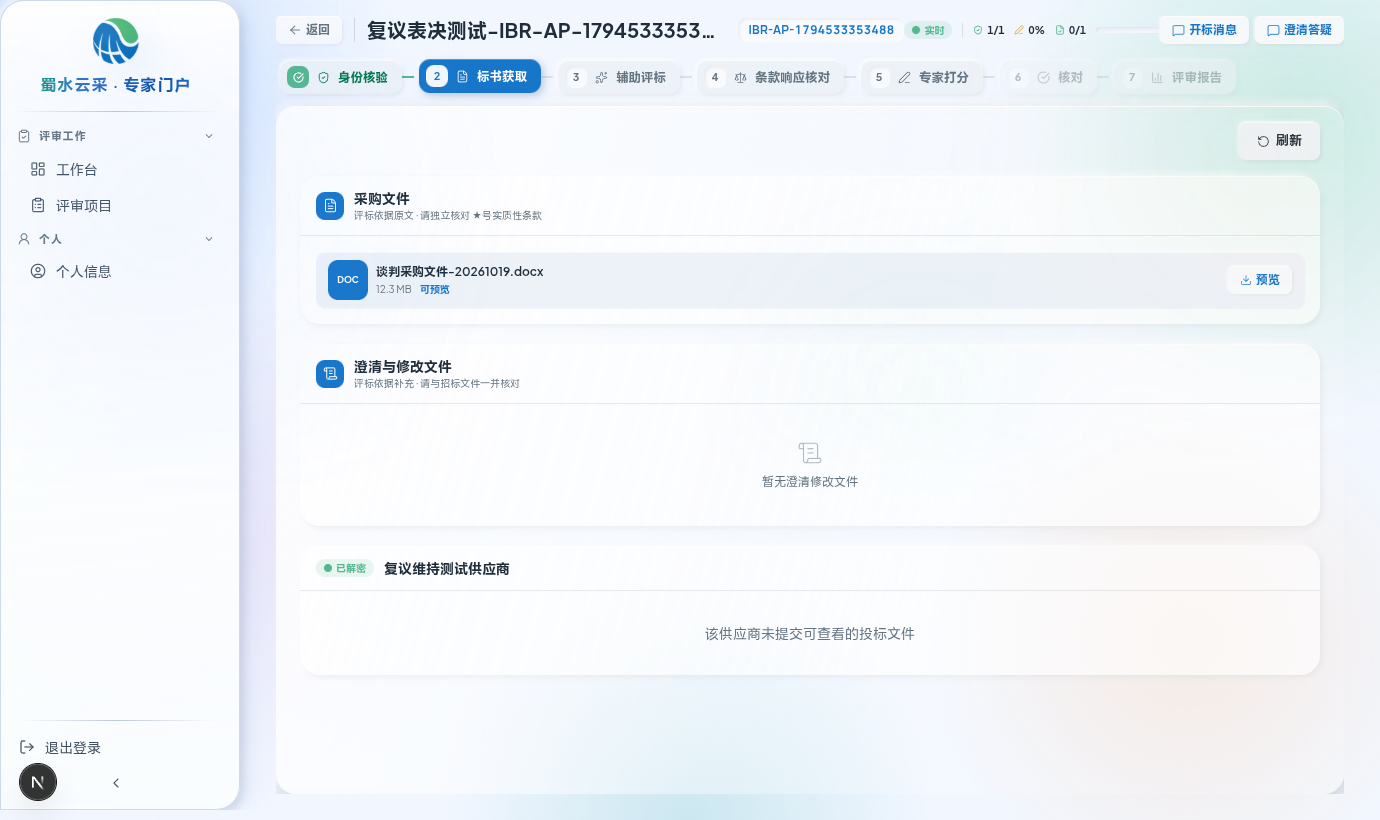 蜀水云采 · 专家门户
评审工作
工作台
评审项目
个人
个人信息
退出登录
N
返回
复议表决测试-IBR-AP-1794533353...
IBR-AP-1794533353488
实时
1/1
0%
0/1
开标消息
澄清答疑
身份核验
2 标书获取
3 辅助评标
4 条款响应核对
5 专家打分
6 核对
7 评审报告
刷新
采购文件
评标依据原文 · 请独立核对 ★号实质性条款
DOC
谈判采购文件-20261019.docx
12.3 MB 可预览
预览
澄清与修改文件
评标依据补充 · 请与招标文件一并核对
暂无澄清修改文件
已解密
复议维持测试供应商
该供应商未提交可查看的投标文件